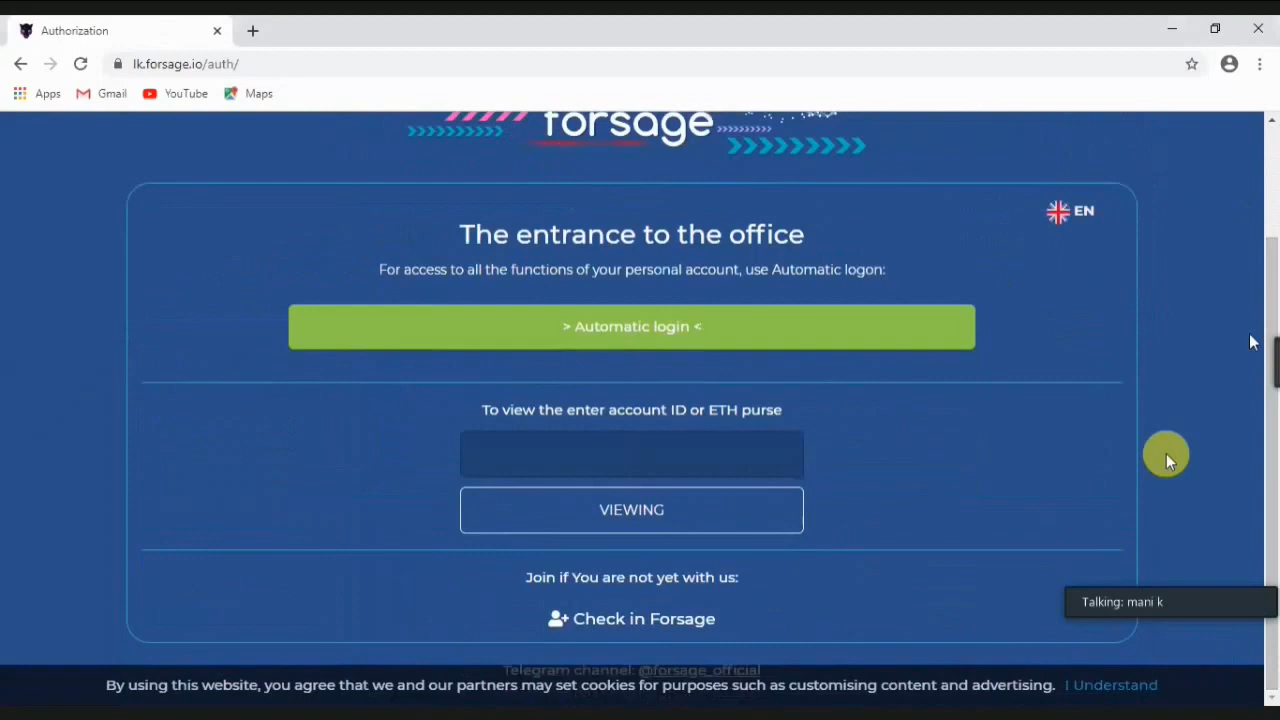 Authorization
lk.forsage.io/auth/
Apps Gmail YouTube Maps
forsage
EN
The entrance to the office
For access to all the functions of your personal account, use Automatic logon:
> Automatic login <
To view the enter account ID or ETH purse
VIEWING
Join if You are not yet with us:
Check in Forsage
Talking: mani k
Telegram channel: @forsage_official
By using this website, you agree that we and our partners may set cookies for purposes such as customising content and advertising. I Understand